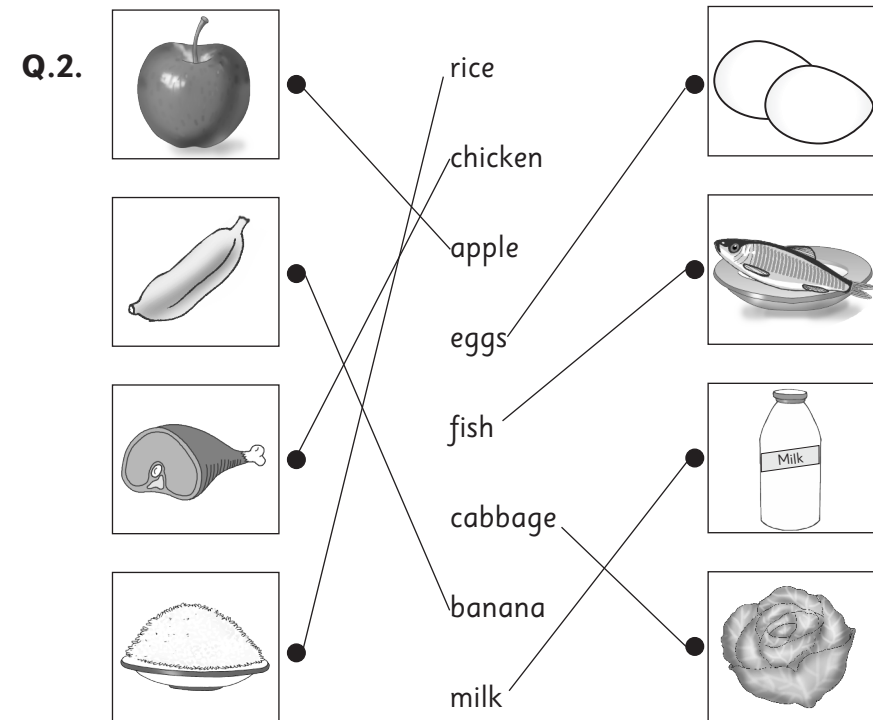 Q.2.
rice
chicken
apple
eggs
fish
Milk
cabbage
banana
milk